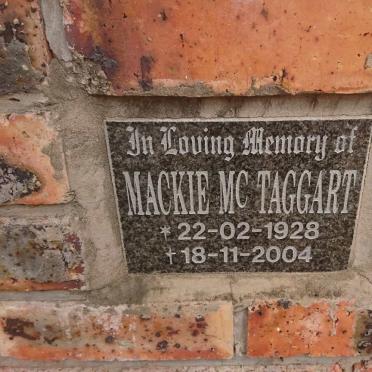 In Loving Memory of
MACKIE MC TAGGART
* 22-02-1928
† 18-11-2004